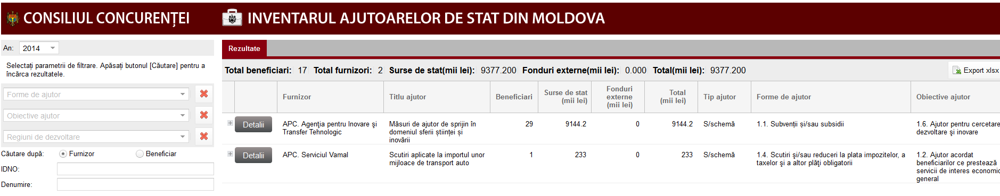 CONSILIUL CONCURENȚEI
INVENTARUL AJUTOARELOR DE STAT DIN MOLDOVA
An: 2014
Selectați parametrii de filtrare. Apăsați butonul [Căutare] pentru a
încărca rezultatele.
Forme de ajutor
Obiective ajutor
Regiuni de dezvoltare
Căutare după: Furnizor Beneficiar
IDNO:
Denumire:
Rezultate
Total beneficiari: 17 Total furnizori: 2 Surse de stat(mii lei): 9377.200 Fonduri externe(mii lei): 0.000 Total(mii lei): 9377.200
Export xlsx
Furnizor
Titlu ajutor
Beneficiari
Surse de stat
(mii lei)
Fonduri
externe
(mii lei)
Total
(mii lei)
Tip ajutor
Forme de ajutor
Obiective ajutor
Detalii
APC. Agenţia pentru Inovare şi
Transfer Tehnologic
Măsuri de ajutor de sprijin în
domeniul sferii științei și
inovării
29
9144.2
0
9144.2
S/schemă
1.1. Subvenții și/sau subsidii
1.6. Ajutor pentru cercetare
dezvoltare şi inovare
Detalii
APC. Serviciul Vamal
Scutiri aplicate la importul unor
mijloace de transport auto
1
233
0
233
S/schemă
1.4. Scutiri şi/sau reduceri la plata impozitelor, a
taxelor şi a altor plăţi obligatorii
1.2. Ajutor acordat
beneficiarilor ce prestează
servicii de interes economic
general